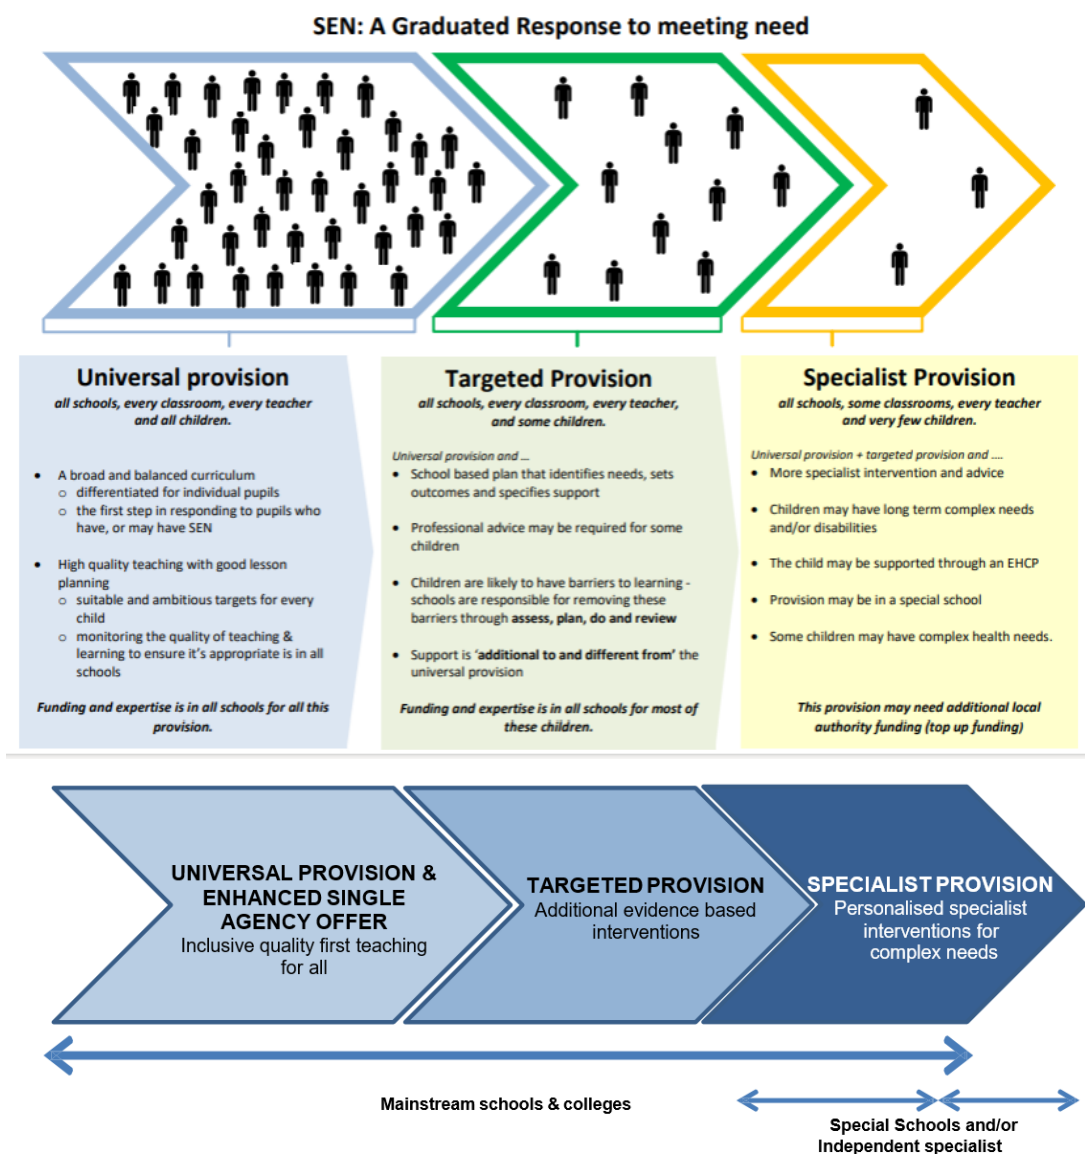 SEN: A Graduated Response to meeting need
Universal provision
all schools, every classroom, every teacher
and all children.
• A broad and balanced curriculum
o differentiated for individual pupils
o the first step in responding to pupils who
have, or may have SEN
• High quality teaching with good lesson
planning
o suitable and ambitious targets for every
child
o monitoring the quality of teaching &
learning to ensure it's appropriate is in all
schools
Funding and expertise is in all schools for all this
provision.
Targeted Provision
all schools, every classroom, every teacher,
and some children.
Universal provision and ...
• School based plan that identifies needs, sets
outcomes and specifies support
• Professional advice may be required for some
children
• Children are likely to have barriers to learning -
schools are responsible for removing these
barriers through assess, plan, do and review
• Support is 'additional to and different from' the
universal provision
Funding and expertise is in all schools for most of
these children.
Specialist Provision
all schools, some classrooms, every teacher
and very few children.
Universal provision + targeted provision and ....
• More specialist intervention and advice
• Children may have long term complex needs
and/or disabilities
• The child may be supported through an EHCP
• Provision may be in a special school
• Some children may have complex health needs.
This provision may need additional local
authority funding (top up funding)
UNIVERSAL PROVISION &
ENHANCED SINGLE
AGENCY OFFER
Inclusive quality first teaching
for all
TARGETED PROVISION
Additional evidence based
interventions
SPECIALIST PROVISION
Personalised specialist
interventions for
complex needs
Mainstream schools & colleges
Special Schools and/or
Independent specialist